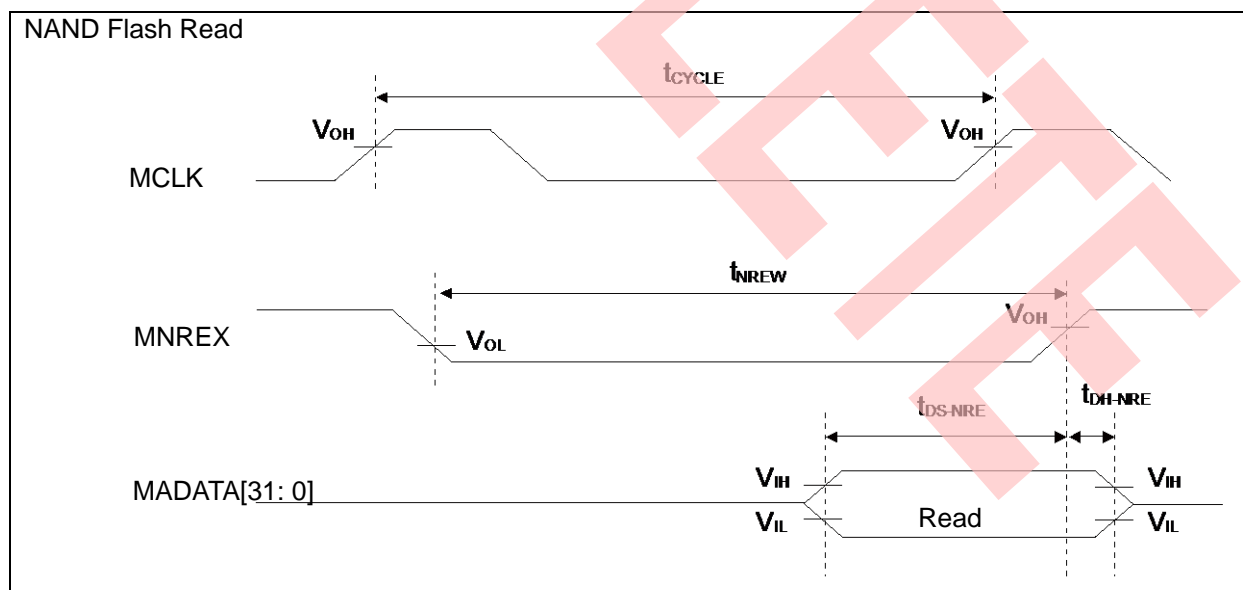 NAND Flash Read
tCYCLE
VOH VOH
MCLK
tNREW
MNREX VOL VOH
tDS-NRE tDH-NRE
VIH VIH
MADATA[31: 0]
VIL Read VIL